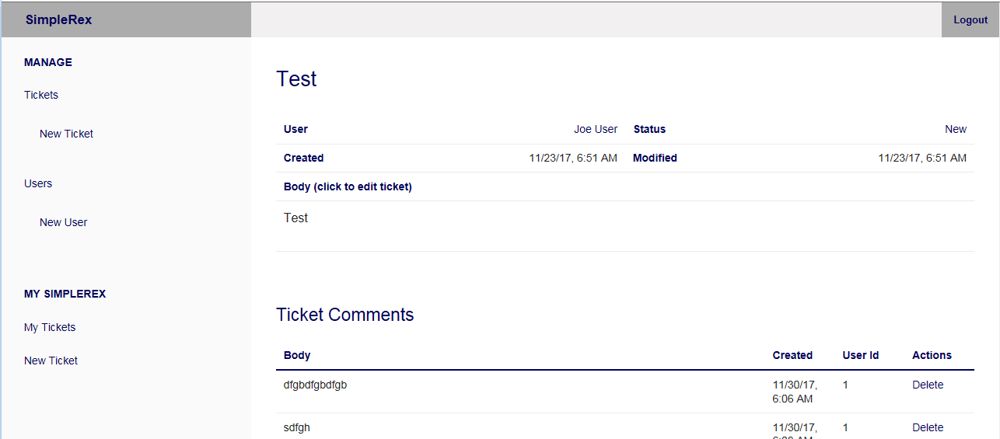 SimpleRex
Logout
MANAGE
Tickets
New Ticket
Users
New User
MY SIMPLEREX
My Tickets
New Ticket
Test
User Joe User Status New
Created 11/23/17, 6:51 AM Modified 11/23/17, 6:51 AM
Body (click to edit ticket)
Test
Ticket Comments
Body Created User Id Actions
dfgbdfgbdfgb 11/30/17, 1 Delete
6:06 AM
sdfgh 11/30/17, 1 Delete